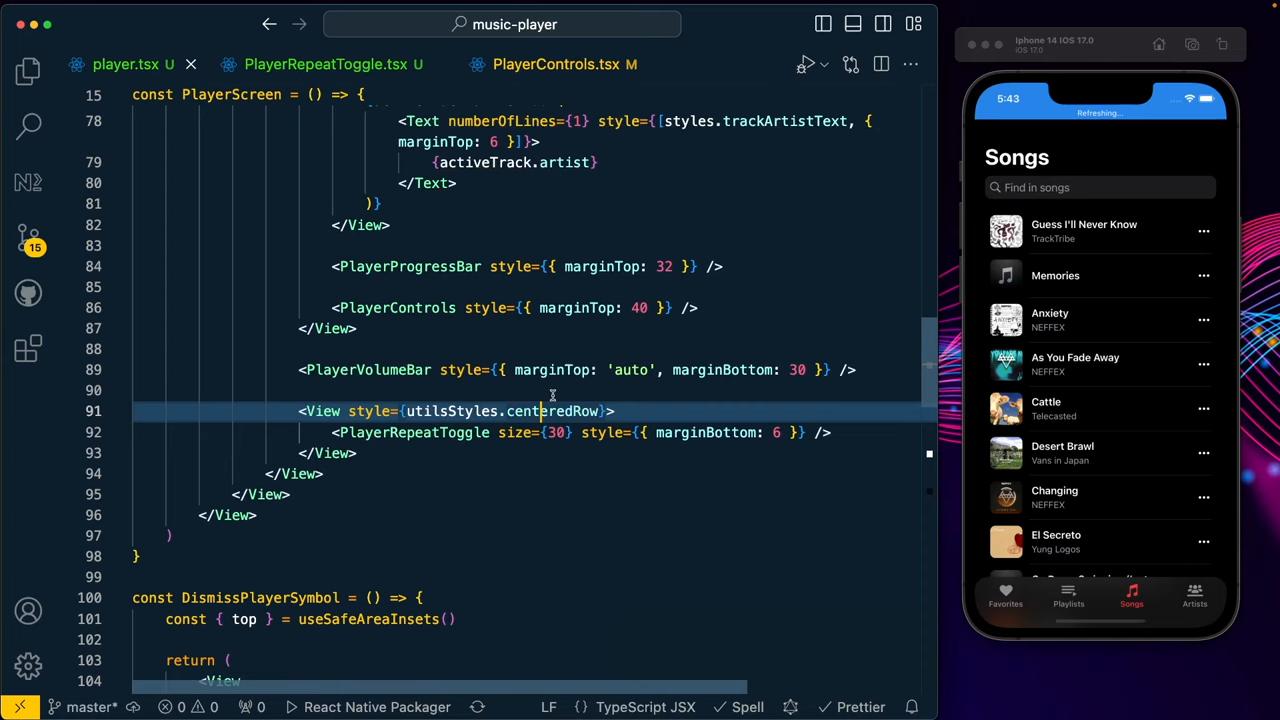 music-player
player.tsx U
PlayerRepeatToggle.tsx U
PlayerControls.tsx M
15 const PlayerScreen = () => {
78 <Text numberOfLines={1} style={[styles.trackArtistText, {
marginTop: 6 }]}>
79 {activeTrack.artist}
80 </Text>
81 )}
82 </View>
83
84 <PlayerProgressBar style={{ marginTop: 32 }} />
85
86 <PlayerControls style={{ marginTop: 40 }} />
87 </View>
88
89 <PlayerVolumeBar style={{ marginTop: 'auto', marginBottom: 30 }} />
90
91 <View style={utilsStyles.centeredRow}>
92 <PlayerRepeatToggle size={30} style={{ marginBottom: 6 }} />
93 </View>
94 </View>
95 </View>
96 </View>
97 )
98 }
99
100 const DismissPlayerSymbol = () => {
101 const { top } = useSafeAreaInsets()
102
103 return (
104 <View
15
master*
0 0
0
React Native Packager
LF
{} TypeScript JSX
Spell
Prettier
Iphone 14 IOS 17.0
iOS 17.0
5:43
Refreshing...
Songs
Find in songs
Guess I'll Never Know
TrackTribe
Memories
Anxiety
NEFFEX
As You Fade Away
NEFFEX
Cattle
Telecasted
Desert Brawl
Vans in Japan
Changing
NEFFEX
El Secreto
Yung Logos
Favorites
Playlists
Songs
Artists